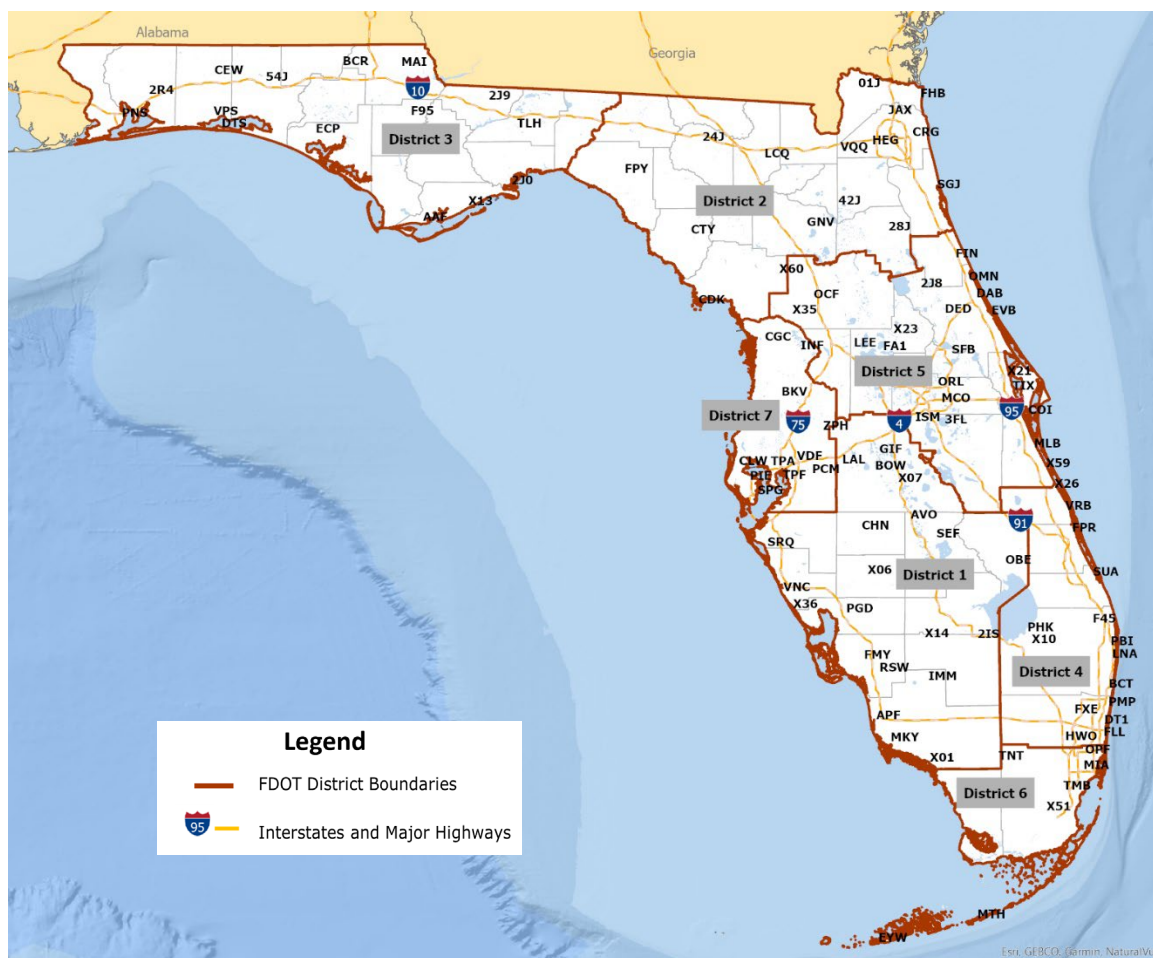 Alabama
Georgia
BCR
MAI
CEW
54J
2R4
10
2J9
01J
FHB
PNS
VPS
DTS
F95
JAX
ECP
TLH
District 3
24J
HEG
CRG
VQQ
LCQ
FPY
2J0
SGJ
District 2
42J
X13
AAF
GNV
CTY
28J
FIN
X60
OMN
2J8
OCF
DAB
CDK
X35
DED
EVB
X23
CGC
INF
LEE
FA1
SFB
District 5
X21
ORL
TIX
BKV
MCO
District 7
75
4
95
COI
ZPH
ISM
3FL
MLB
GIF
CLW
TPA
VDF
LAL
BOW
X59
PIE
TPF
PCM
X07
X26
SPG
VRB
AVO
91
CHN
FPR
SEF
SRQ
OBE
X06
District 1
SUA
VNC
X36
PGD
F45
PHK
X14
2IS
X10
PBI
LNA
FMY
RSW
District 4
IMM
BCT
PMP
FXE
APF
DT1
FLL
MKY
HWO
X01
TNT
OPF
MIA
TMB
District 6
X51
MTH
EYW
Legend
FDOT District Boundaries
95
Interstates and Major Highways
Esri, GEBCO, Garmin, NaturalVu